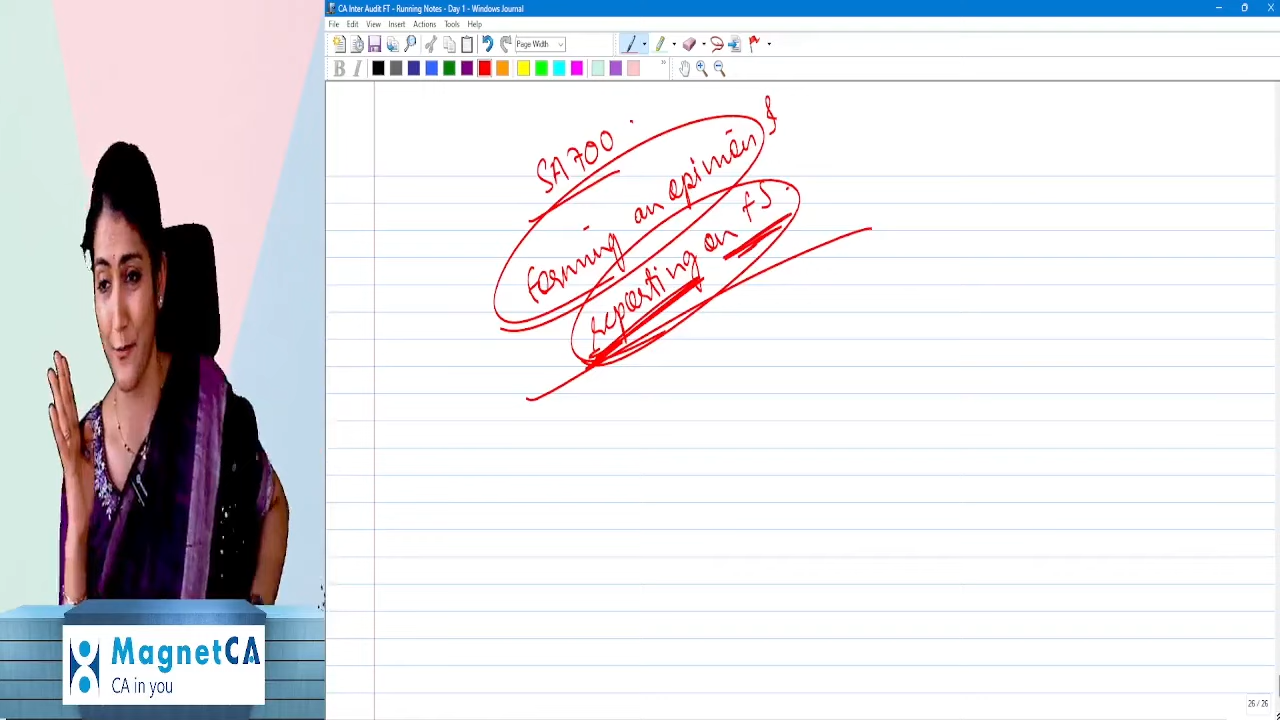 CA Inter Audit FT - Running Notes - Day 1 - Windows Journal
File Edit View Insert Actions Tools Help
Page Width
B I
SA 700
forming an opinion &
reporting on FS.
MagnetCA
CA in you
26 / 26